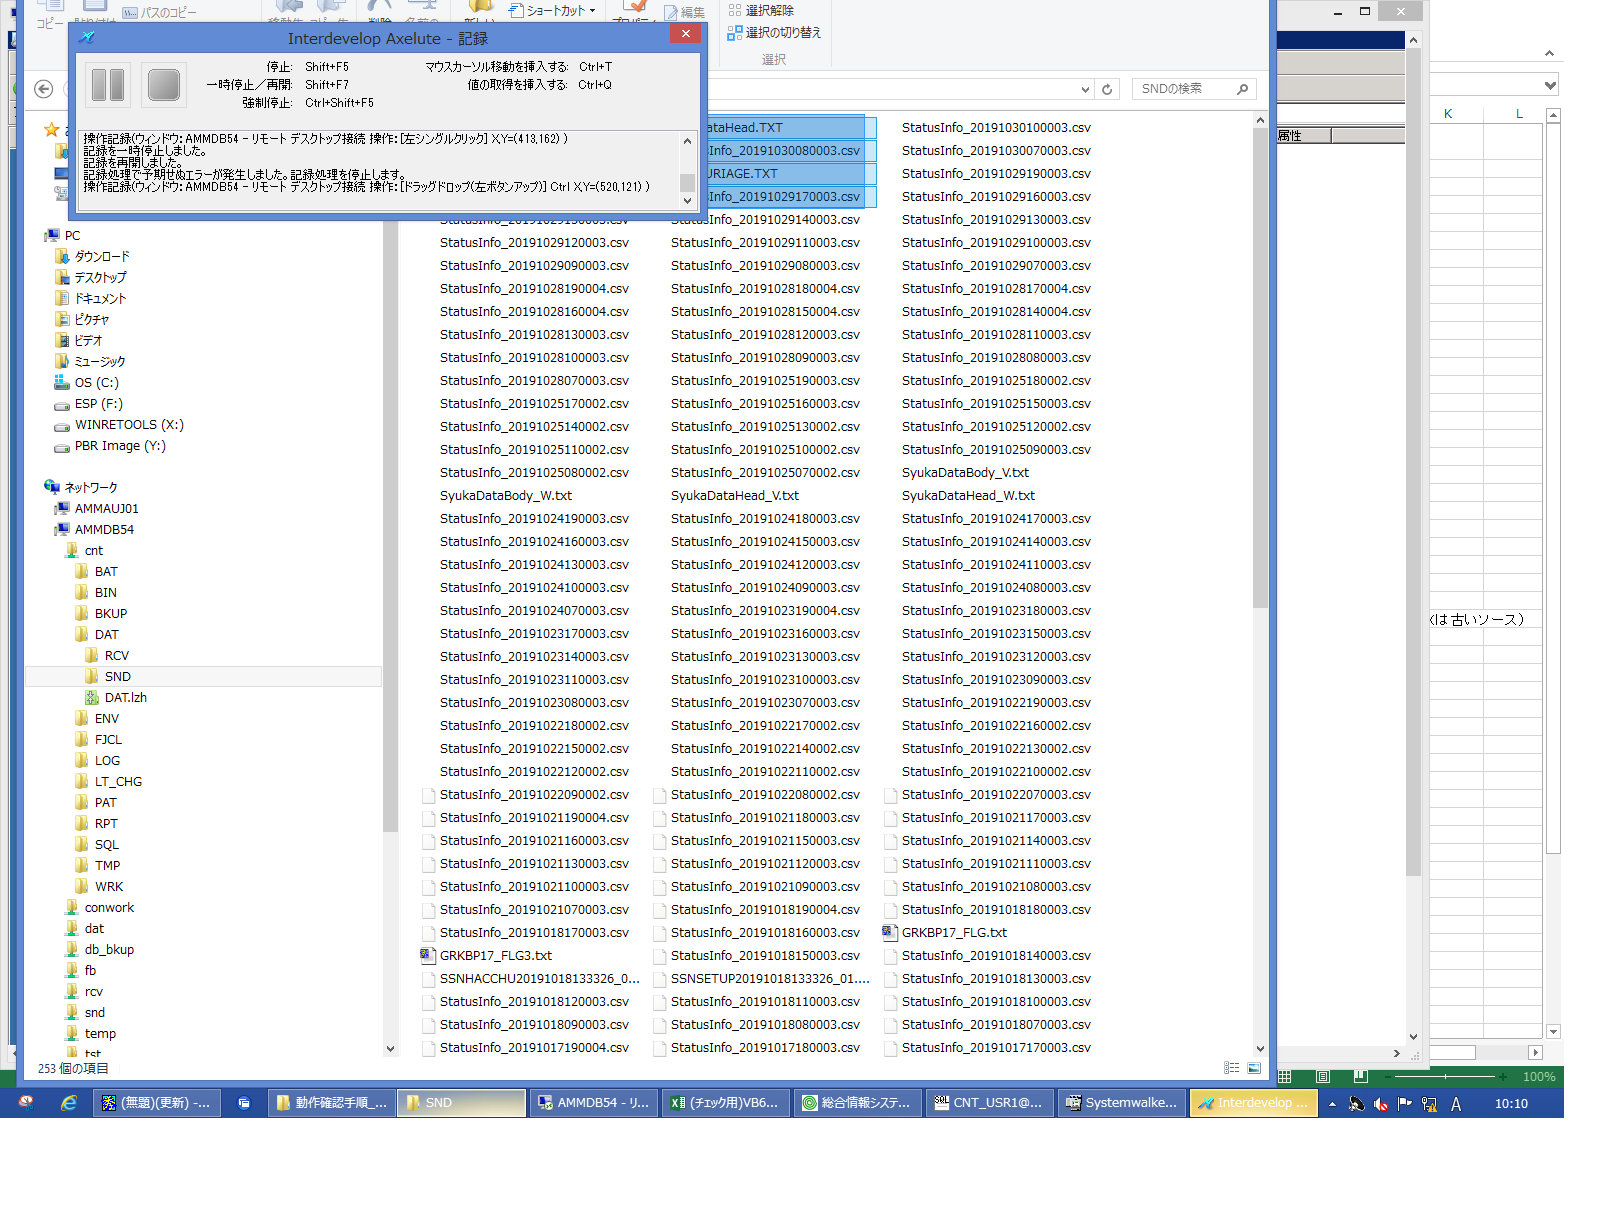 コピー
パスのコピー
ショートカット
編集
選択解除
選択の切り替え
選択
Interdevelop Axelute - 記録
停止: Shift+F5
一時停止／再開: Shift+F7
強制停止: Ctrl+Shift+F5
マウスカーソル移動を挿入する: Ctrl+T
値の取得を挿入する: Ctrl+Q
操作記録(ウィンドウ: AMMDB54 - リモート デスクトップ接続 操作: [左シングルクリック] X,Y=(413,162) )
記録を一時停止しました。
記録を再開しました。
記録処理で予期せぬエラーが発生しました。記録処理を停止します。
操作記録(ウィンドウ: AMMDB54 - リモート デスクトップ接続 操作: [ドラッグドロップ(左ボタンアップ)] Ctrl X,Y=(520,121) )
SNDの検索
PC
ダウンロード
デスクトップ
ドキュメント
ピクチャ
ビデオ
ミュージック
OS (C:)
ESP (F:)
WINRETOOLS (X:)
PBR Image (Y:)
ネットワーク
AMMAUJ01
AMMDB54
cnt
BAT
BIN
BKUP
DAT
RCV
SND
DAT.lzh
ENV
FJCL
LOG
LT_CHG
PAT
RPT
SQL
TMP
WRK
conwork
dat
db_bkup
fb
rcv
snd
temp
tst
253 個の項目
ataHead.TXT StatusInfo_20191030100003.csv
sInfo_20191030080003.csv StatusInfo_20191030070003.csv
URIAGE.TXT StatusInfo_20191029190003.csv
sInfo_20191029170003.csv StatusInfo_20191029160003.csv
StatusInfo_20191029150003.csv StatusInfo_20191029140003.csv StatusInfo_20191029130003.csv
StatusInfo_20191029120003.csv StatusInfo_20191029110003.csv StatusInfo_20191029100003.csv
StatusInfo_20191029090003.csv StatusInfo_20191029080003.csv StatusInfo_20191029070003.csv
StatusInfo_20191028190004.csv StatusInfo_20191028180004.csv StatusInfo_20191028170004.csv
StatusInfo_20191028160004.csv StatusInfo_20191028150004.csv StatusInfo_20191028140004.csv
StatusInfo_20191028130003.csv StatusInfo_20191028120003.csv StatusInfo_20191028110003.csv
StatusInfo_20191028100003.csv StatusInfo_20191028090003.csv StatusInfo_20191028080003.csv
StatusInfo_20191028070003.csv StatusInfo_20191025190003.csv StatusInfo_20191025180002.csv
StatusInfo_20191025170002.csv StatusInfo_20191025160003.csv StatusInfo_20191025150003.csv
StatusInfo_20191025140002.csv StatusInfo_20191025130002.csv StatusInfo_20191025120002.csv
StatusInfo_20191025110002.csv StatusInfo_20191025100002.csv StatusInfo_20191025090003.csv
StatusInfo_20191025080002.csv StatusInfo_20191025070002.csv SyukaDataBody_V.txt
SyukaDataBody_W.txt SyukaDataHead_V.txt SyukaDataHead_W.txt
StatusInfo_20191024190003.csv StatusInfo_20191024180003.csv StatusInfo_20191024170003.csv
StatusInfo_20191024160003.csv StatusInfo_20191024150003.csv StatusInfo_20191024140003.csv
StatusInfo_20191024130003.csv StatusInfo_20191024120003.csv StatusInfo_20191024110003.csv
StatusInfo_20191024100003.csv StatusInfo_20191024090003.csv StatusInfo_20191024080003.csv
StatusInfo_20191024070003.csv StatusInfo_20191023190004.csv StatusInfo_20191023180003.csv
StatusInfo_20191023170003.csv StatusInfo_20191023160003.csv StatusInfo_20191023150003.csv
StatusInfo_20191023140003.csv StatusInfo_20191023130003.csv StatusInfo_20191023120003.csv
StatusInfo_20191023110003.csv StatusInfo_20191023100003.csv StatusInfo_20191023090003.csv
StatusInfo_20191023080003.csv StatusInfo_20191023070003.csv StatusInfo_20191022190003.csv
StatusInfo_20191022180002.csv StatusInfo_20191022170002.csv StatusInfo_20191022160002.csv
StatusInfo_20191022150002.csv StatusInfo_20191022140002.csv StatusInfo_20191022130002.csv
StatusInfo_20191022120002.csv StatusInfo_20191022110002.csv StatusInfo_20191022100002.csv
StatusInfo_20191022090002.csv StatusInfo_20191022080002.csv StatusInfo_20191022070003.csv
StatusInfo_20191021190004.csv StatusInfo_20191021180003.csv StatusInfo_20191021170003.csv
StatusInfo_20191021160003.csv StatusInfo_20191021150003.csv StatusInfo_20191021140003.csv
StatusInfo_20191021130003.csv StatusInfo_20191021120003.csv StatusInfo_20191021110003.csv
StatusInfo_20191021100003.csv StatusInfo_20191021090003.csv StatusInfo_20191021080003.csv
StatusInfo_20191021070003.csv StatusInfo_20191018190004.csv StatusInfo_20191018180003.csv
StatusInfo_20191018170003.csv StatusInfo_20191018160003.csv GRKBP17_FLG.txt
GRKBP17_FLG3.txt StatusInfo_20191018150003.csv StatusInfo_20191018140003.csv
SSNHACCHU20191018133326_0... SSNSETUP20191018133326_01.... StatusInfo_20191018130003.csv
StatusInfo_20191018120003.csv StatusInfo_20191018110003.csv StatusInfo_20191018100003.csv
StatusInfo_20191018090003.csv StatusInfo_20191018080003.csv StatusInfo_20191018070003.csv
StatusInfo_20191017190004.csv StatusInfo_20191017180003.csv StatusInfo_20191017170003.csv
属性
K L
は古いソース）
100%
(無題)(更新) -...
動作確認手順_...
SND
AMMDB54 - リ...
(チェック用)VB6...
総合情報システ...
CNT_USR1@...
Systemwalke...
Interdevelop ...
A
10:10